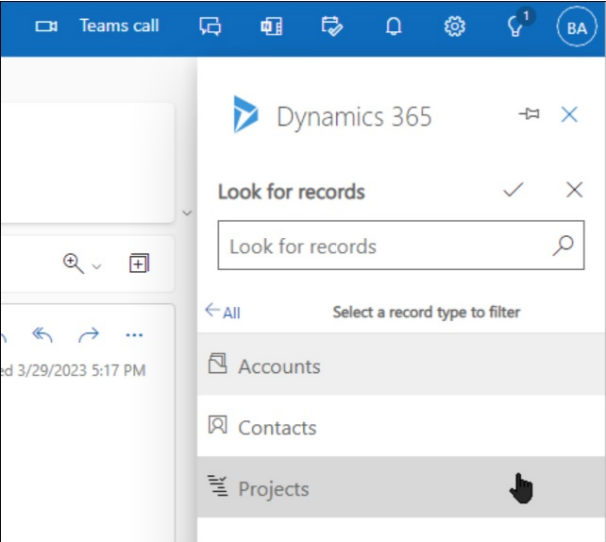 Teams call
1
BA
Dynamics 365
Look for records
Look for records
All
Select a record type to filter
ed 3/29/2023 5:17 PM
Accounts
Contacts
Projects